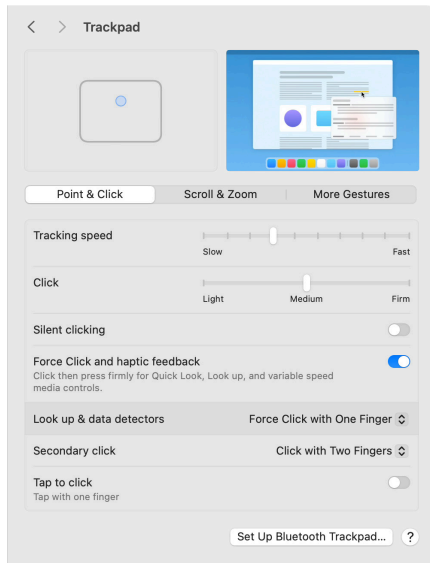 Trackpad
Point & Click
Scroll & Zoom
More Gestures
Tracking speed
Slow
Fast
Click
Light
Medium
Firm
Silent clicking
Force Click and haptic feedback
Click then press firmly for Quick Look, Look up, and variable speed
media controls.
Look up & data detectors
Force Click with One Finger
Secondary click
Click with Two Fingers
Tap to click
Tap with one finger
Set Up Bluetooth Trackpad...
?